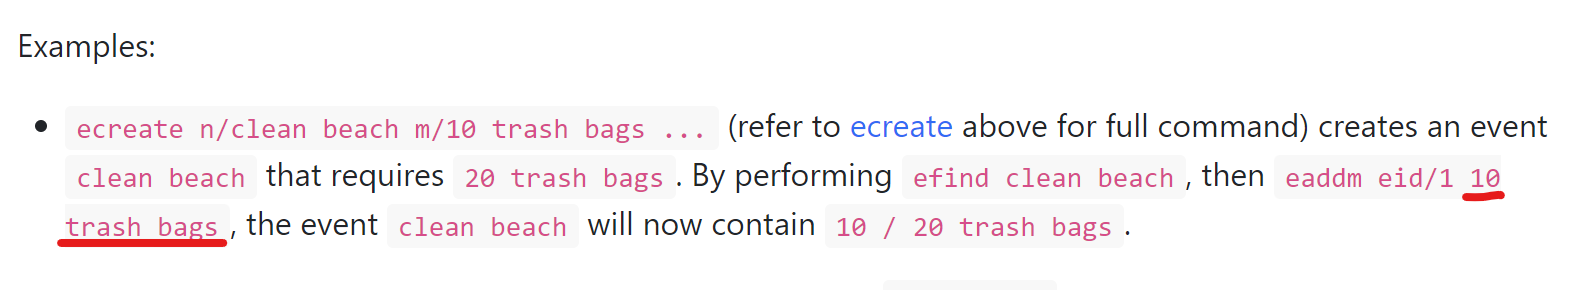 Examples:
• ecreate n/clean beach m/10 trash bags ... (refer to ecreate above for full command) creates an event
clean beach that requires 20 trash bags . By performing efind clean beach , then eaddm eid/1 10
trash bags , the event clean beach will now contain 10 / 20 trash bags .